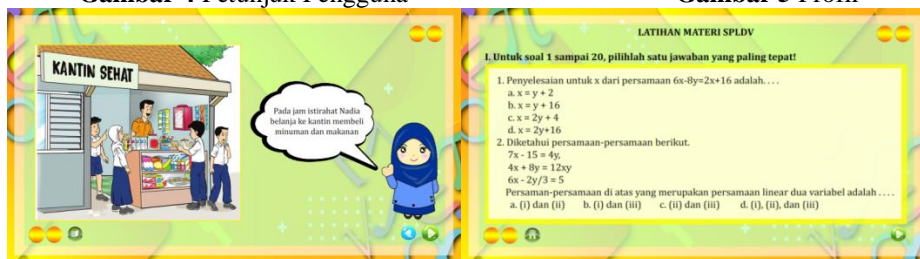 Gambar 4 Petunjuk Pengguna
Gambar 5 Profil
KANTIN SEHAT
Pada jam istirahat Nadia
belanja ke kantin membeli
minuman dan makanan
LATIHAN MATERI SPLDV
I. Untuk soal 1 sampai 20, pilihlah satu jawaban yang paling tepat!
1. Penyelesaian untuk x dari persamaan 6x-8y=2x+16 adalah. . . .
a. x = y + 2
b. x = y + 16
c. x = 2y + 4
d. x = 2y+16
2. Diketahui persamaan-persamaan berikut.
7x - 15 = 4y,
4x + 8y = 12xy
6x - 2y/3 = 5
Persaman-persamaan di atas yang merupakan persamaan linear dua variabel adalah . . . .
a. (i) dan (ii) b. (i) dan (iii) c. (ii) dan (iii) d. (i), (ii), dan (iii)